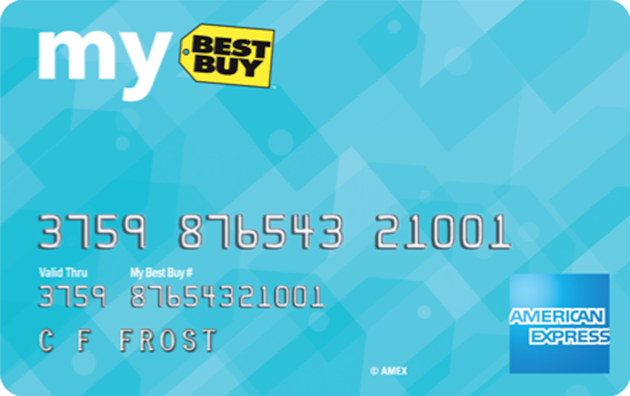 my BEST BUY
3759 876543 21001
Valid Thru My Best Buy #
3759 87654321001
C F FROST
AMERICAN EXPRESS
© AMEX